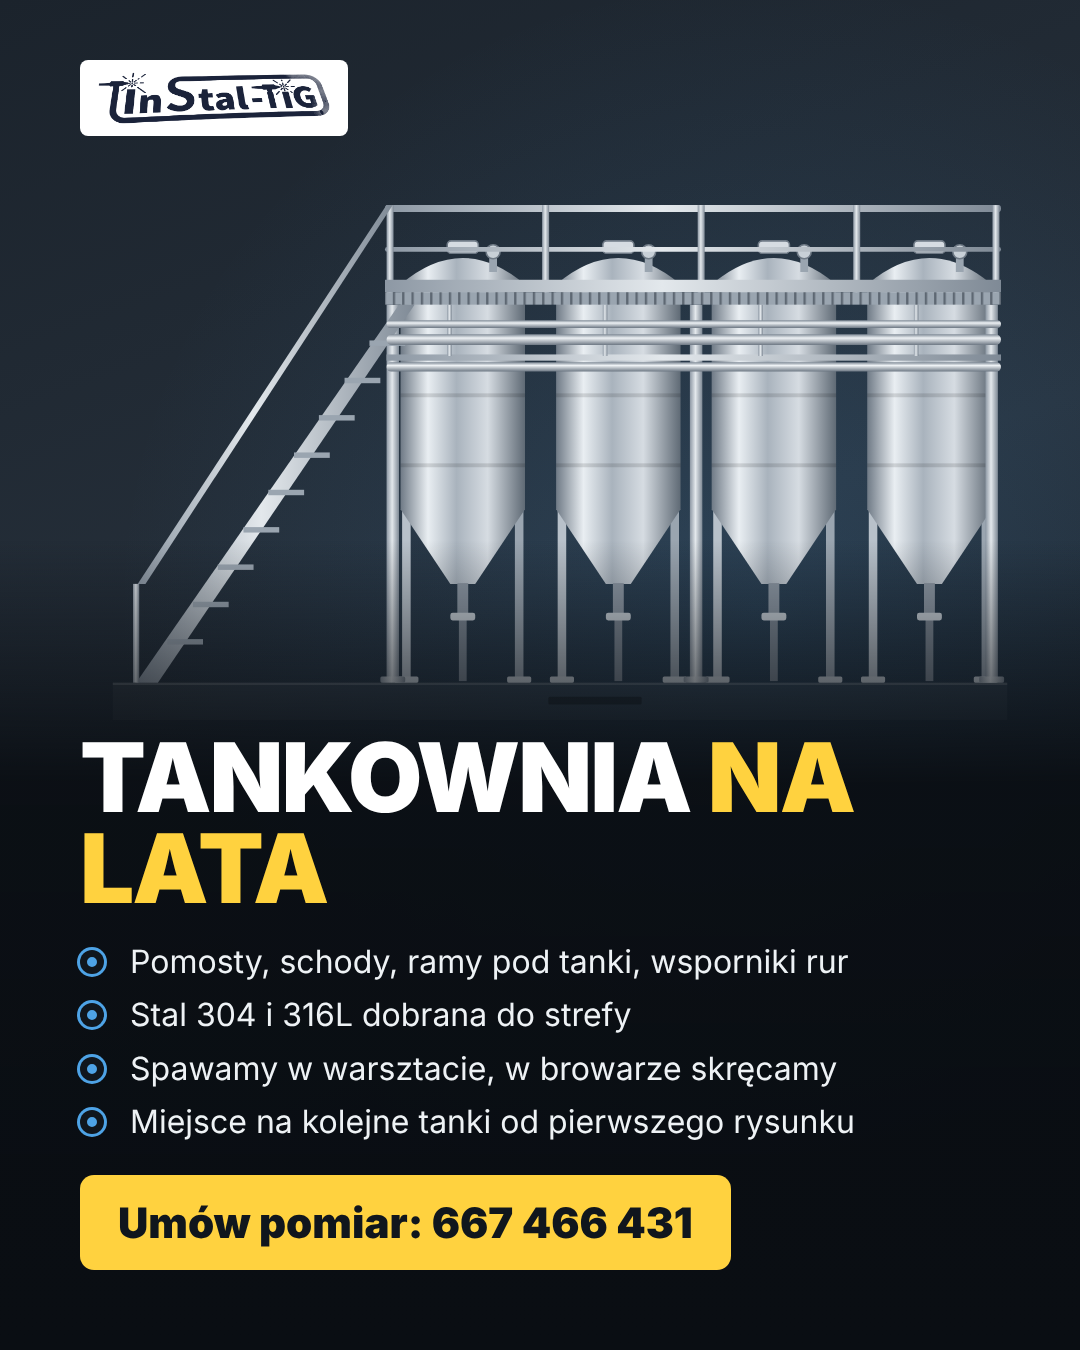 TinStal-TiG
TANKOWNIA NA
LATA
Pomosty, schody, ramy pod tanki, wsporniki rur
Stal 304 i 316L dobrana do strefy
Spawamy w warsztacie, w browarze skręcamy
Miejsce na kolejne tanki od pierwszego rysunku
Umów pomiar: 667 466 431